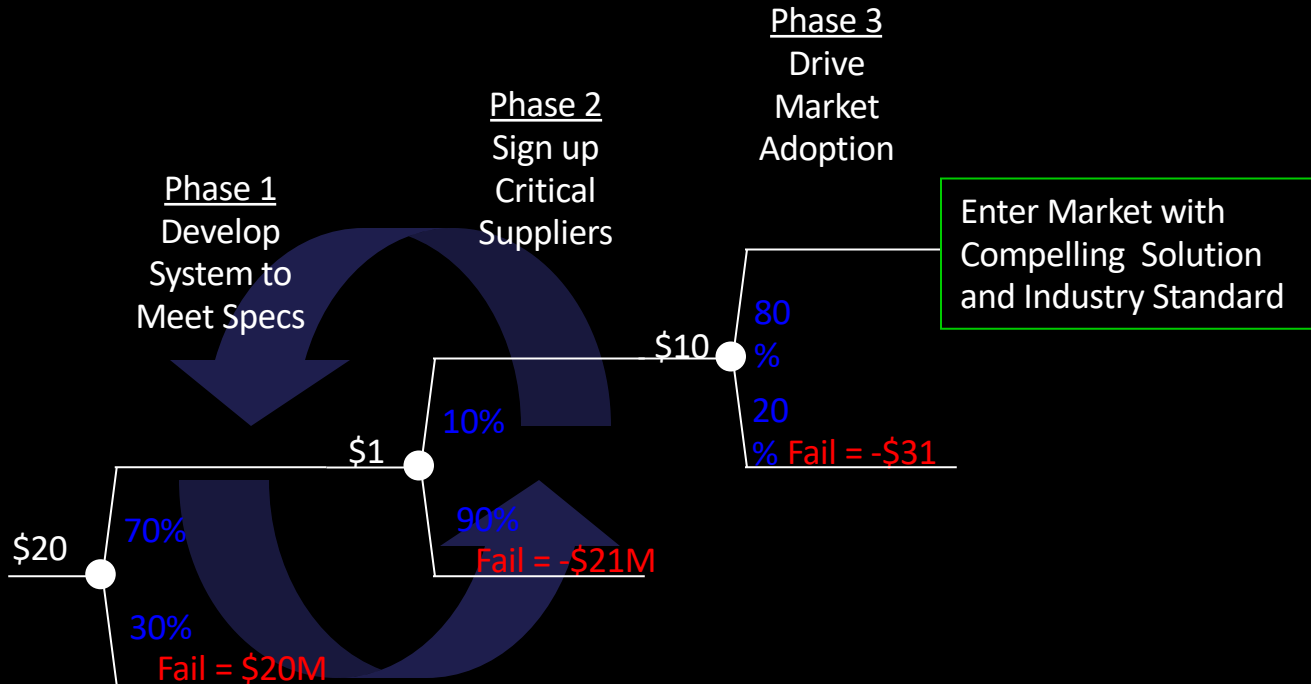 Phase 1
Develop
System to
Meet Specs
Phase 2
Sign up
Critical
Suppliers
Phase 3
Drive
Market
Adoption
Enter Market with
Compelling Solution
and Industry Standard
$20
70%
30%
Fail = $20M
$1
10%
90%
Fail = -$21M
$10
80
%
20
% Fail = -$31